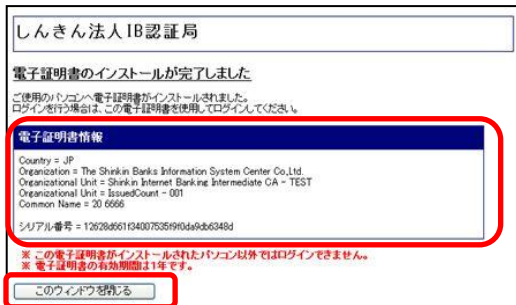 しんきん法人IB認証局
電子証明書のインストールが完了しました
ご使用のパソコンへ電子証明書がインストールされました。
ログインを行う場合は、この電子証明書を使用してログインしてください。
電子証明書情報
Country = JP
Organization = The Shinkin Banks Information System Center Co.,Ltd.
Organizational Unit = Shinkin Internet Banking Intermediate CA - TEST
Organizational Unit = IssuedCount - 001
Common Name = 20 6666
シリアル番号 = 12628d661f34007535f9f0da9db6348d
※ この電子証明書がインストールされたパソコン以外ではログインできません。
※ 電子証明書の有効期間は1年です。
このウィンドウを閉じる